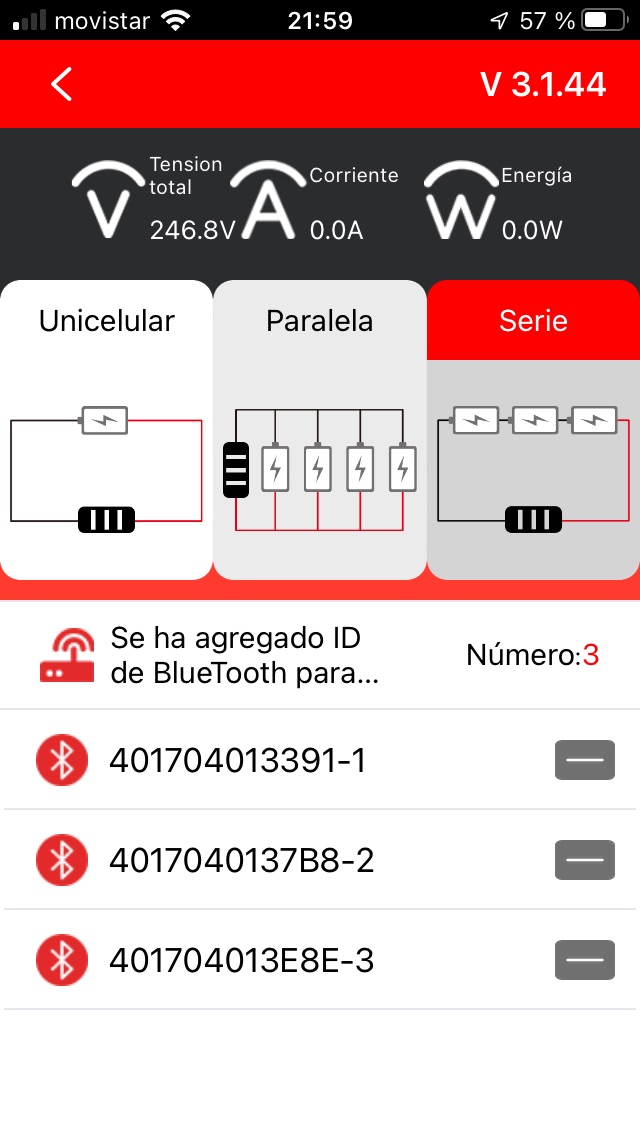 movistar 21:59 57 %
V 3.1.44
Tension
total
246.8V
Corriente
0.0A
Energía
0.0W
Unicelular Paralela Serie
Se ha agregado ID
de BlueTooth para...
Número:3
401704013391-1
4017040137B8-2
401704013E8E-3